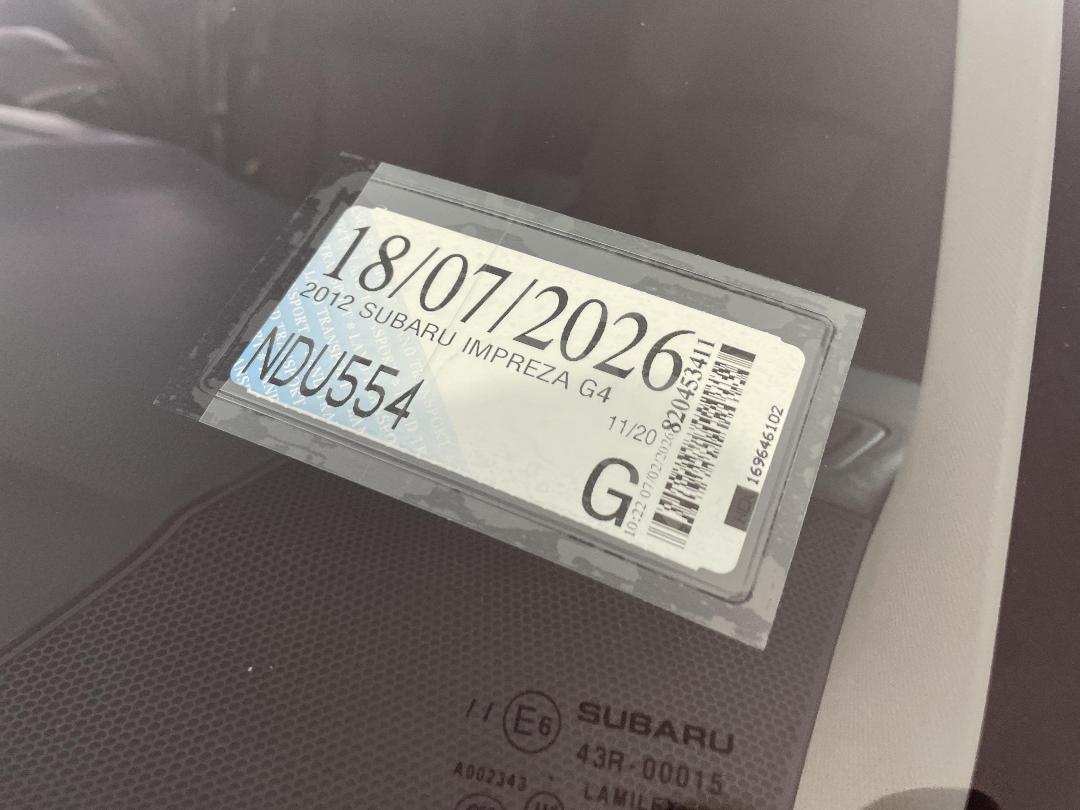 18/07/2026
2012 SUBARU IMPREZA G4
NDU554
11/20
G
10:22 07/02/2026
820453411
169646102
// E6 SUBARU
43R-00015
A002343